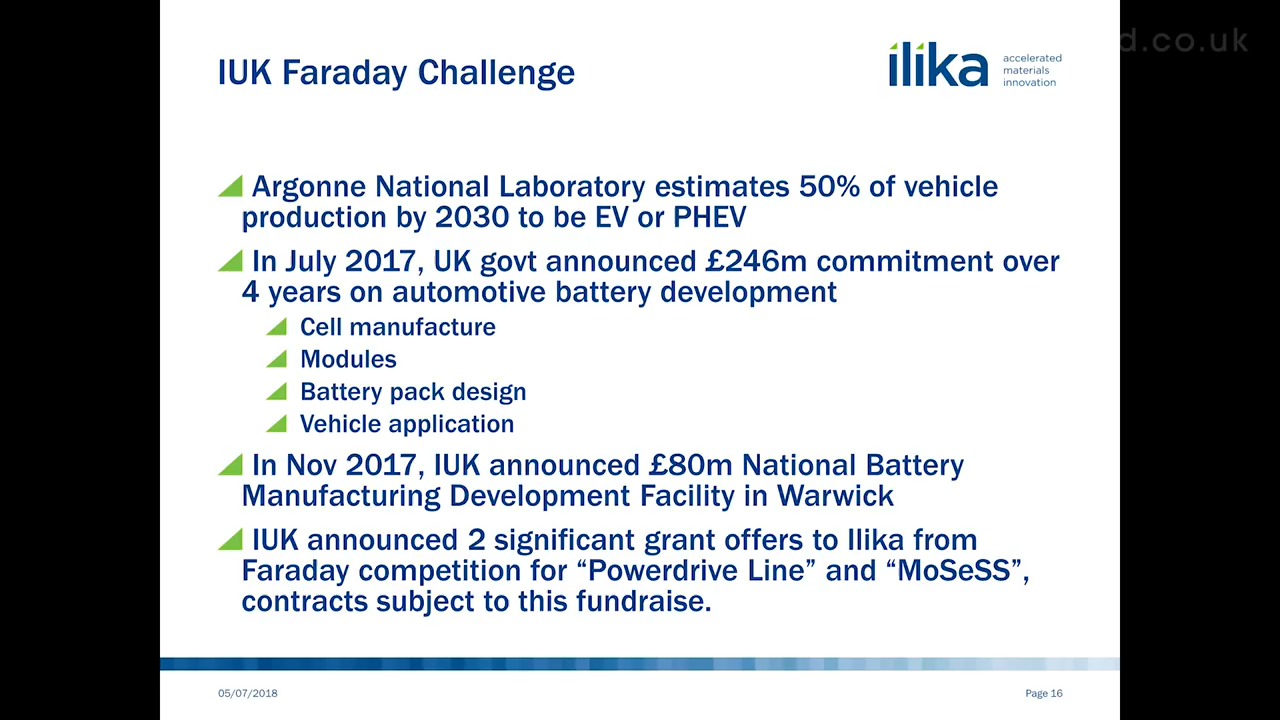 d.co.uk
IUK Faraday Challenge
ilika
accelerated
materials
innovation
Argonne National Laboratory estimates 50% of vehicle
production by 2030 to be EV or PHEV
In July 2017, UK govt announced £246m commitment over
4 years on automotive battery development
Cell manufacture
Modules
Battery pack design
Vehicle application
In Nov 2017, IUK announced £80m National Battery
Manufacturing Development Facility in Warwick
IUK announced 2 significant grant offers to Ilika from
Faraday competition for “Powerdrive Line” and “MoSeSS”,
contracts subject to this fundraise.
05/07/2018
Page 16